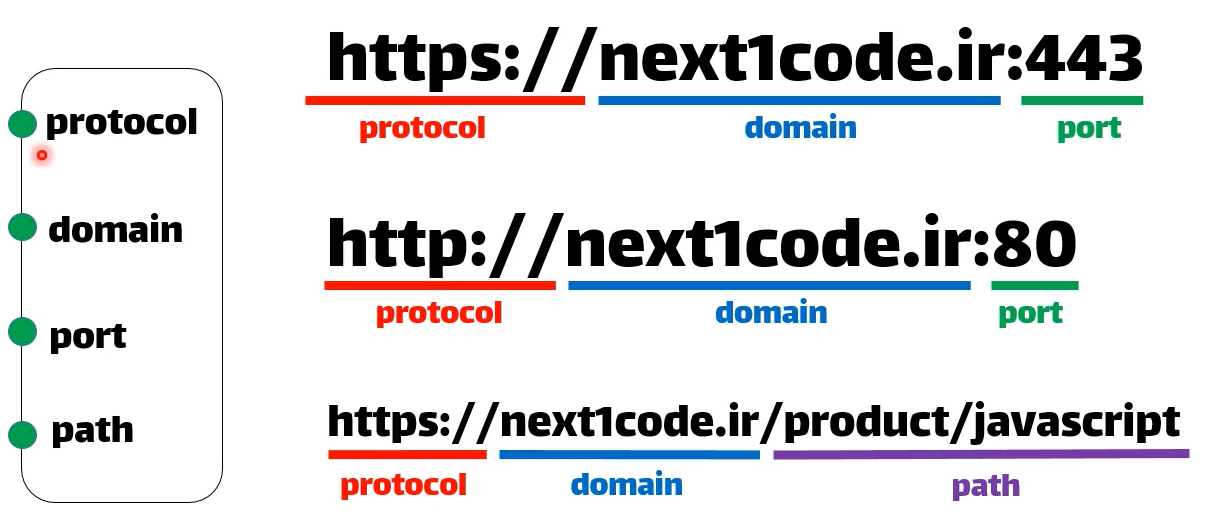 protocol
domain
port
path
https://next1code.ir:443
protocol domain port
http://next1code.ir:80
protocol domain port
https://next1code.ir/product/javascript
protocol domain path